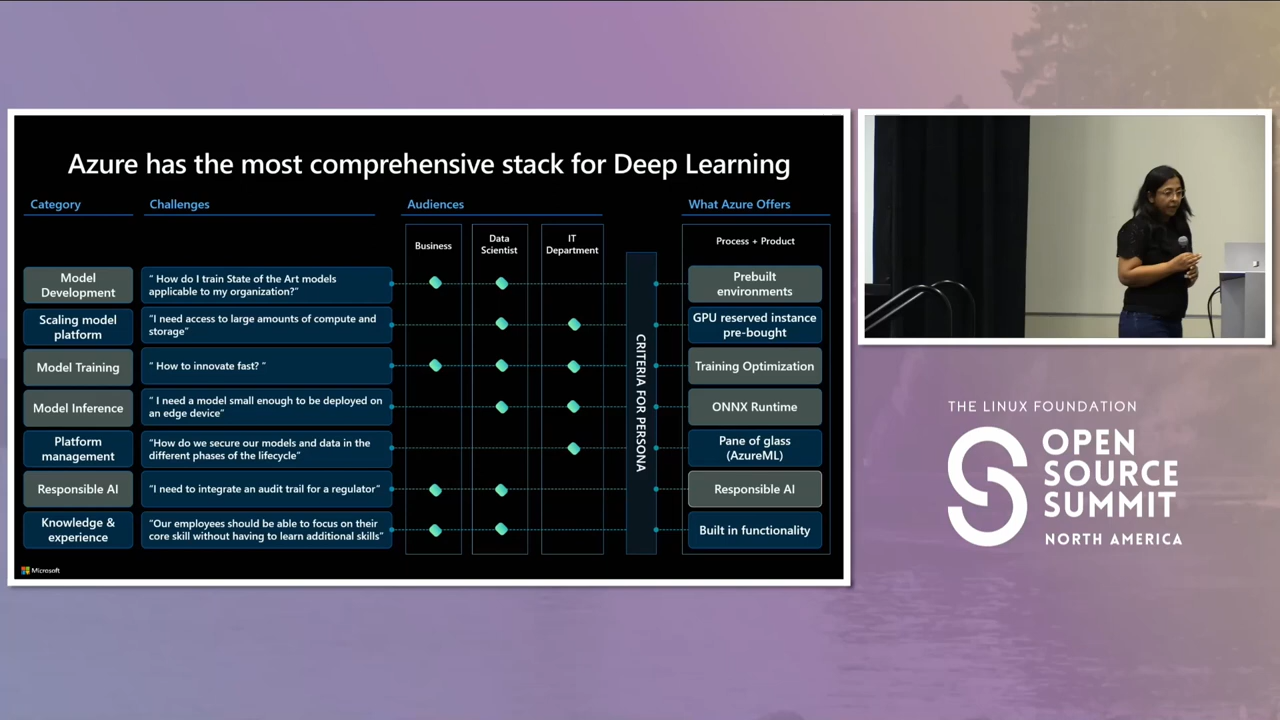 Azure has the most comprehensive stack for Deep Learning
Category
Challenges
Audiences
What Azure Offers
Business
Data
Scientist
IT
Department
Process + Product
Model
Development
" How do I train State of the Art models
applicable to my organization?"
Prebuilt
environments
Scaling model
platform
"I need access to large amounts of compute and
storage"
GPU reserved instance
pre-bought
Model Training
" How to innovate fast? "
Training Optimization
Model Inference
" I need a model small enough to be deployed on
an edge device"
ONNX Runtime
Platform
management
"How do we secure our models and data in the
different phases of the lifecycle"
Pane of glass
(AzureML)
Responsible AI
"I need to integrate an audit trail for a regulator"
Responsible AI
Knowledge &
experience
"Our employees should be able to focus on their
core skill without having to learn additional skills"
Built in functionality
CRITERIA FOR PERSONA
Microsoft
THE LINUX FOUNDATION
OPEN
SOURCE
SUMMIT
NORTH AMERICA